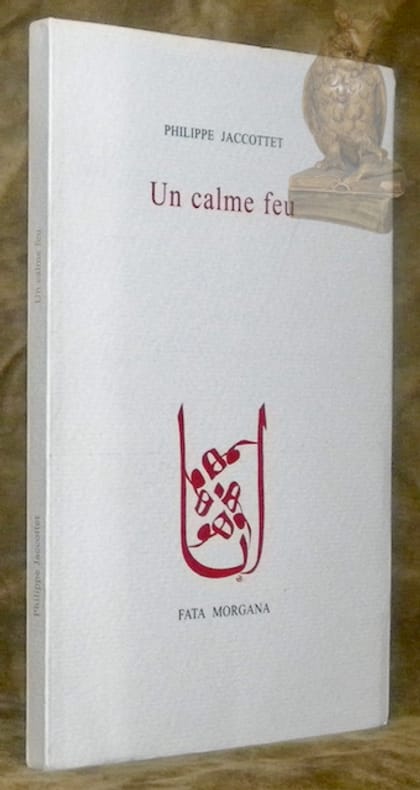 PHILIPPE JACCOTTET
Un calme feu
FATA MORGANA
Un calme feu
Philippe Jaccottet